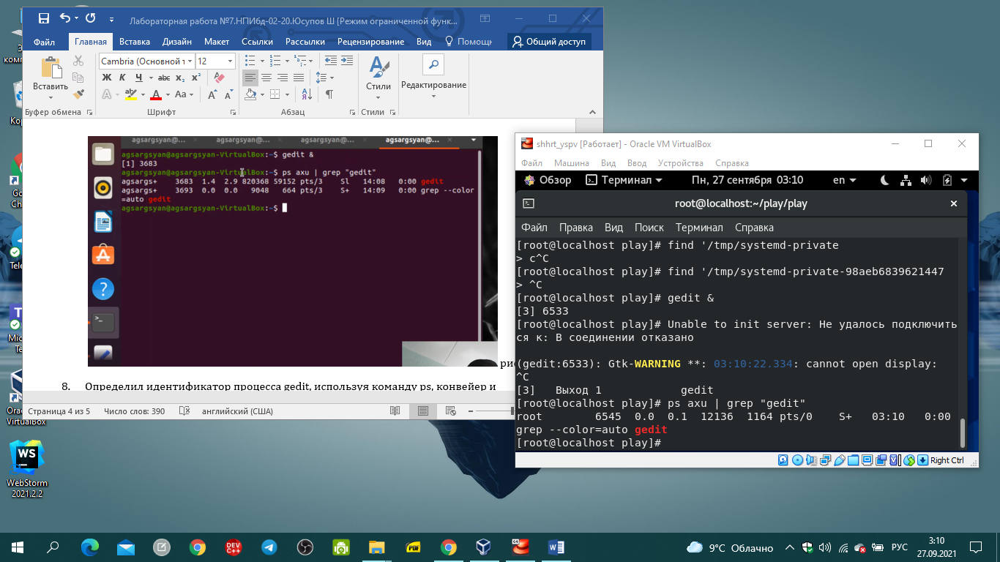 Лабораторная работа №7.НПИбд-02-20.Юсупов Ш [Режим ограниченной функ...
Файл Главная Вставка Дизайн Макет Ссылки Рассылки Рецензирование Вид Помощн Общий доступ
Cambria (Основной т 12
Вставить
Ж К Ч abc x₂ x²
A aby A Aa A A
Стили
Редактирование
Буфер обмена Шрифт Абзац Стили
agsargsyan@... agsargsyan@... agsargsyan@... agsargsyan@...
agsargsyan@agsargsyan-VirtualBox:~$ gedit &
[1] 3683
agsargsyan@agsargsyan-VirtualBox:~$ ps axu | grep "gedit"
agsargs+ 3683 1.4 2.9 820368 59152 pts/3 Sl 14:08 0:00 gedit
agsargs+ 3693 0.0 0.0 9048 664 pts/3 S+ 14:09 0:00 grep --color
=auto gedit
agsargsyan@agsargsyan-VirtualBox:~$
рис
8. Определил идентификатор процесса gedit, используя команду ps, конвейер и
Страница 4 из 5 Число слов: 390 английский (США)
shhrt_yspv [Работает] - Oracle VM VirtualBox
Файл Машина Вид Ввод Устройства Справка
Обзор Терминал Пн, 27 сентября 03:10 en
root@localhost:~/play/play
Файл Правка Вид Поиск Терминал Справка
[root@localhost play]# find '/tmp/systemd-private
> c^C
[root@localhost play]# find '/tmp/systemd-private-98aeb6839621447
> ^C
[root@localhost play]# gedit &
[3] 6533
[root@localhost play]# Unable to init server: Не удалось подключить
ся к: В соединении отказано
(gedit:6533): Gtk-WARNING **: 03:10:22.334: cannot open display:
^C
[3] Выход 1 gedit
[root@localhost play]# ps axu | grep "gedit"
root 6545 0.0 0.1 12136 1164 pts/0 S+ 03:10 0:00
grep --color=auto gedit
[root@localhost play]#
Right Ctrl
VirtualBox
WS
WebStorm
2021.2.2
DEV
C++
PDF
64
9°C Облачно
РУС
3:10
27.09.2021